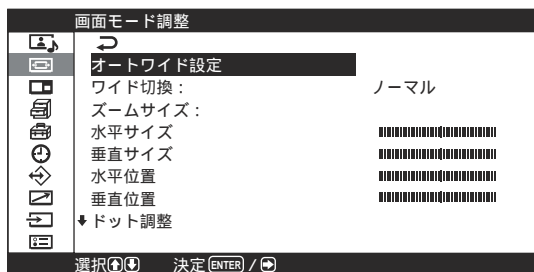 画面モード調整
オートワイド設定
ワイド切換： ノーマル
ズームサイズ：
水平サイズ
垂直サイズ
水平位置
垂直位置
ドット調整
選択 決定 ENTER /